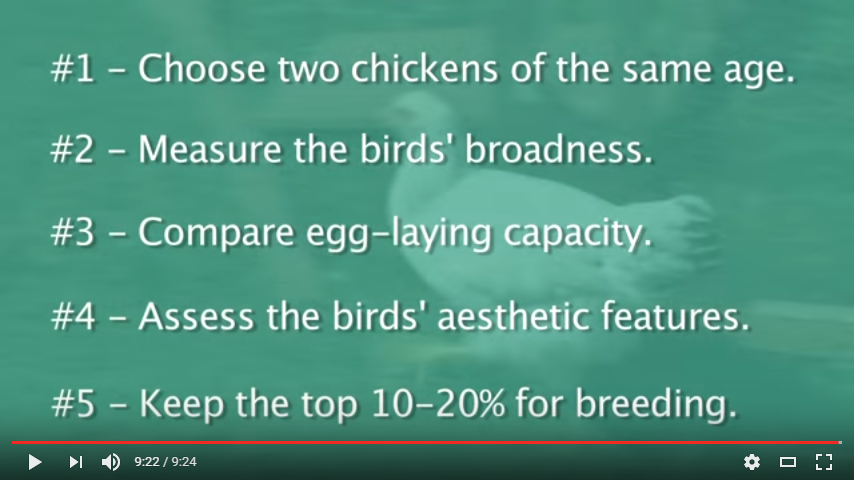 #1 – Choose two chickens of the same age.
#2 – Measure the birds' broadness.
#3 – Compare egg–laying capacity.
#4 – Assess the birds' aesthetic features.
#5 – Keep the top 10–20% for breeding.
9:22 / 9:24